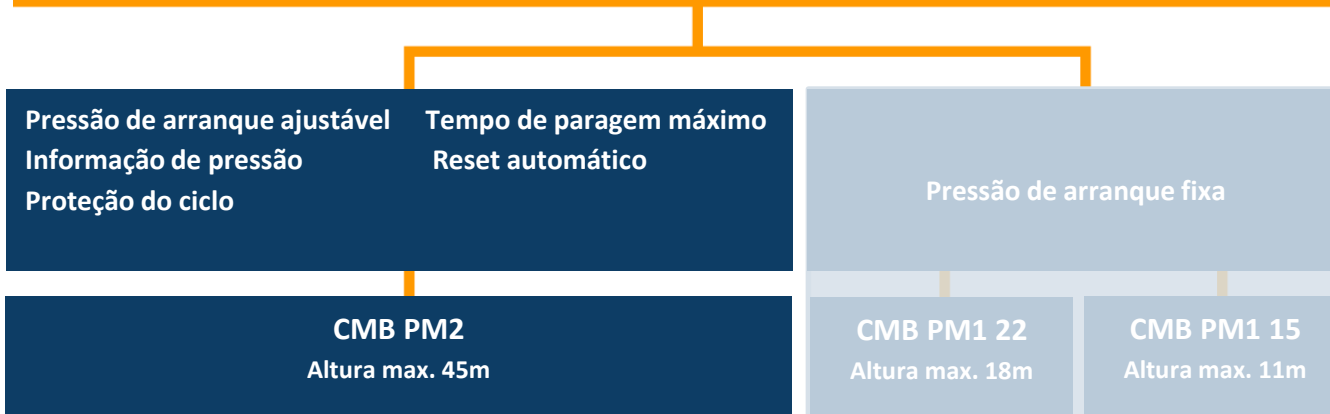 Pressão de arranque ajustável Tempo de paragem máximo
Informação de pressão Reset automático
Proteção do ciclo
Pressão de arranque fixa
CMB PM2
Altura max. 45m
CMB PM1 22
Altura max. 18m
CMB PM1 15
Altura max. 11m